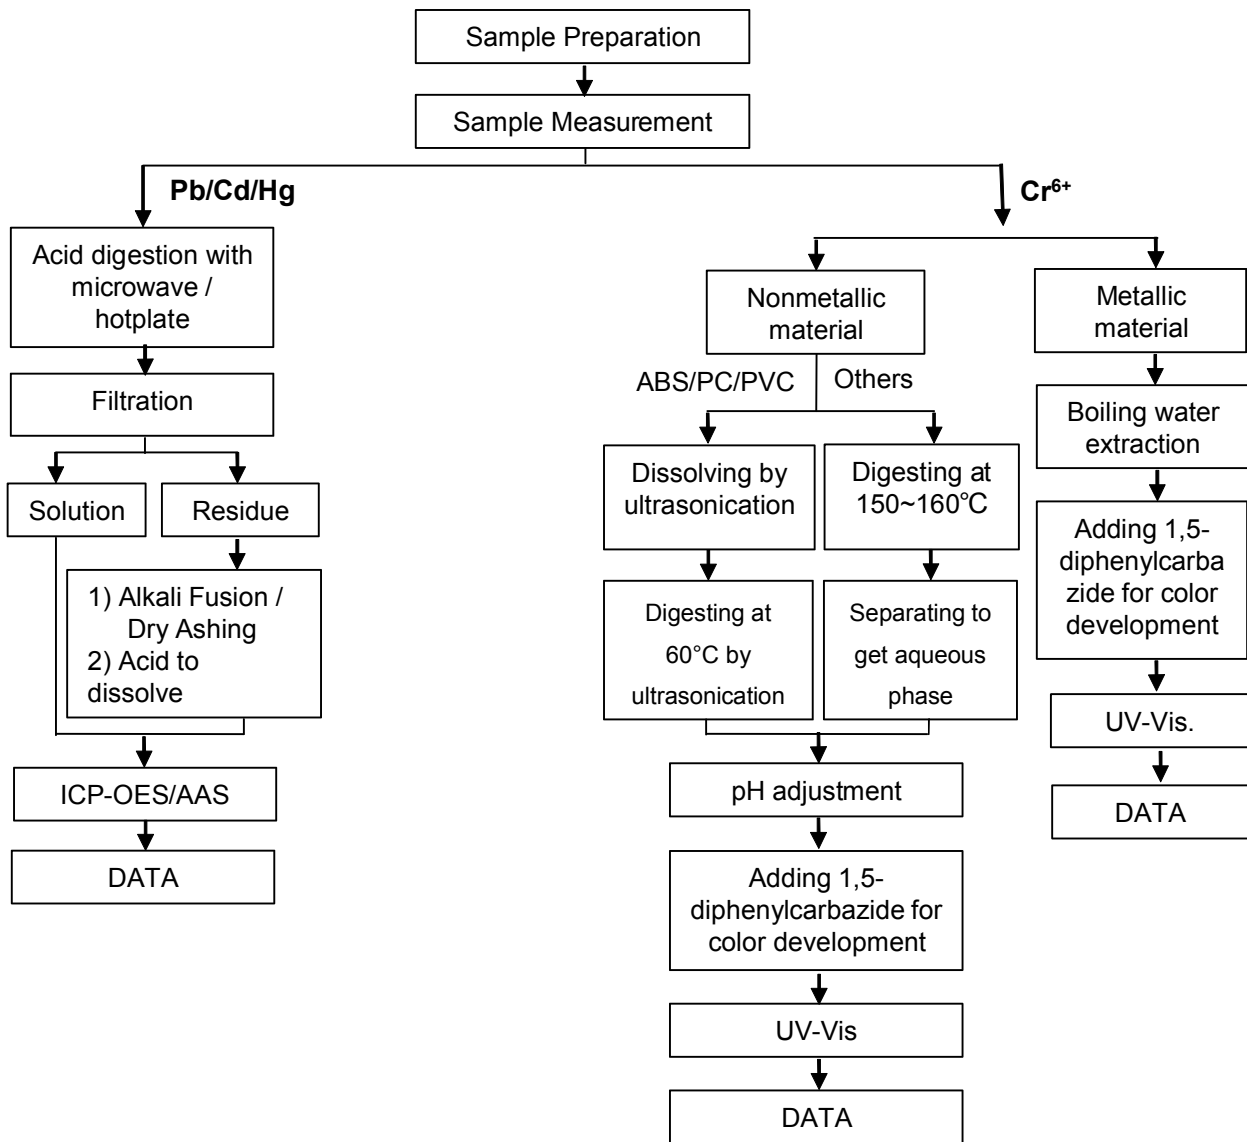 Sample Preparation
Sample Measurement
Pb/Cd/Hg
Cr⁶⁺
Acid digestion with
microwave /
hotplate
Filtration
Solution
Residue
1) Alkali Fusion /
Dry Ashing
2) Acid to
dissolve
ICP-OES/AAS
DATA
Nonmetallic
material
ABS/PC/PVC
Others
Dissolving by
ultrasonication
Digesting at
60°C by
ultrasonication
Digesting at
150~160℃
Separating to
get aqueous
phase
pH adjustment
Adding 1,5-
diphenylcarbazide for
color development
UV-Vis
DATA
Metallic
material
Boiling water
extraction
Adding 1,5-
diphenylcarba
zide for color
development
UV-Vis.
DATA